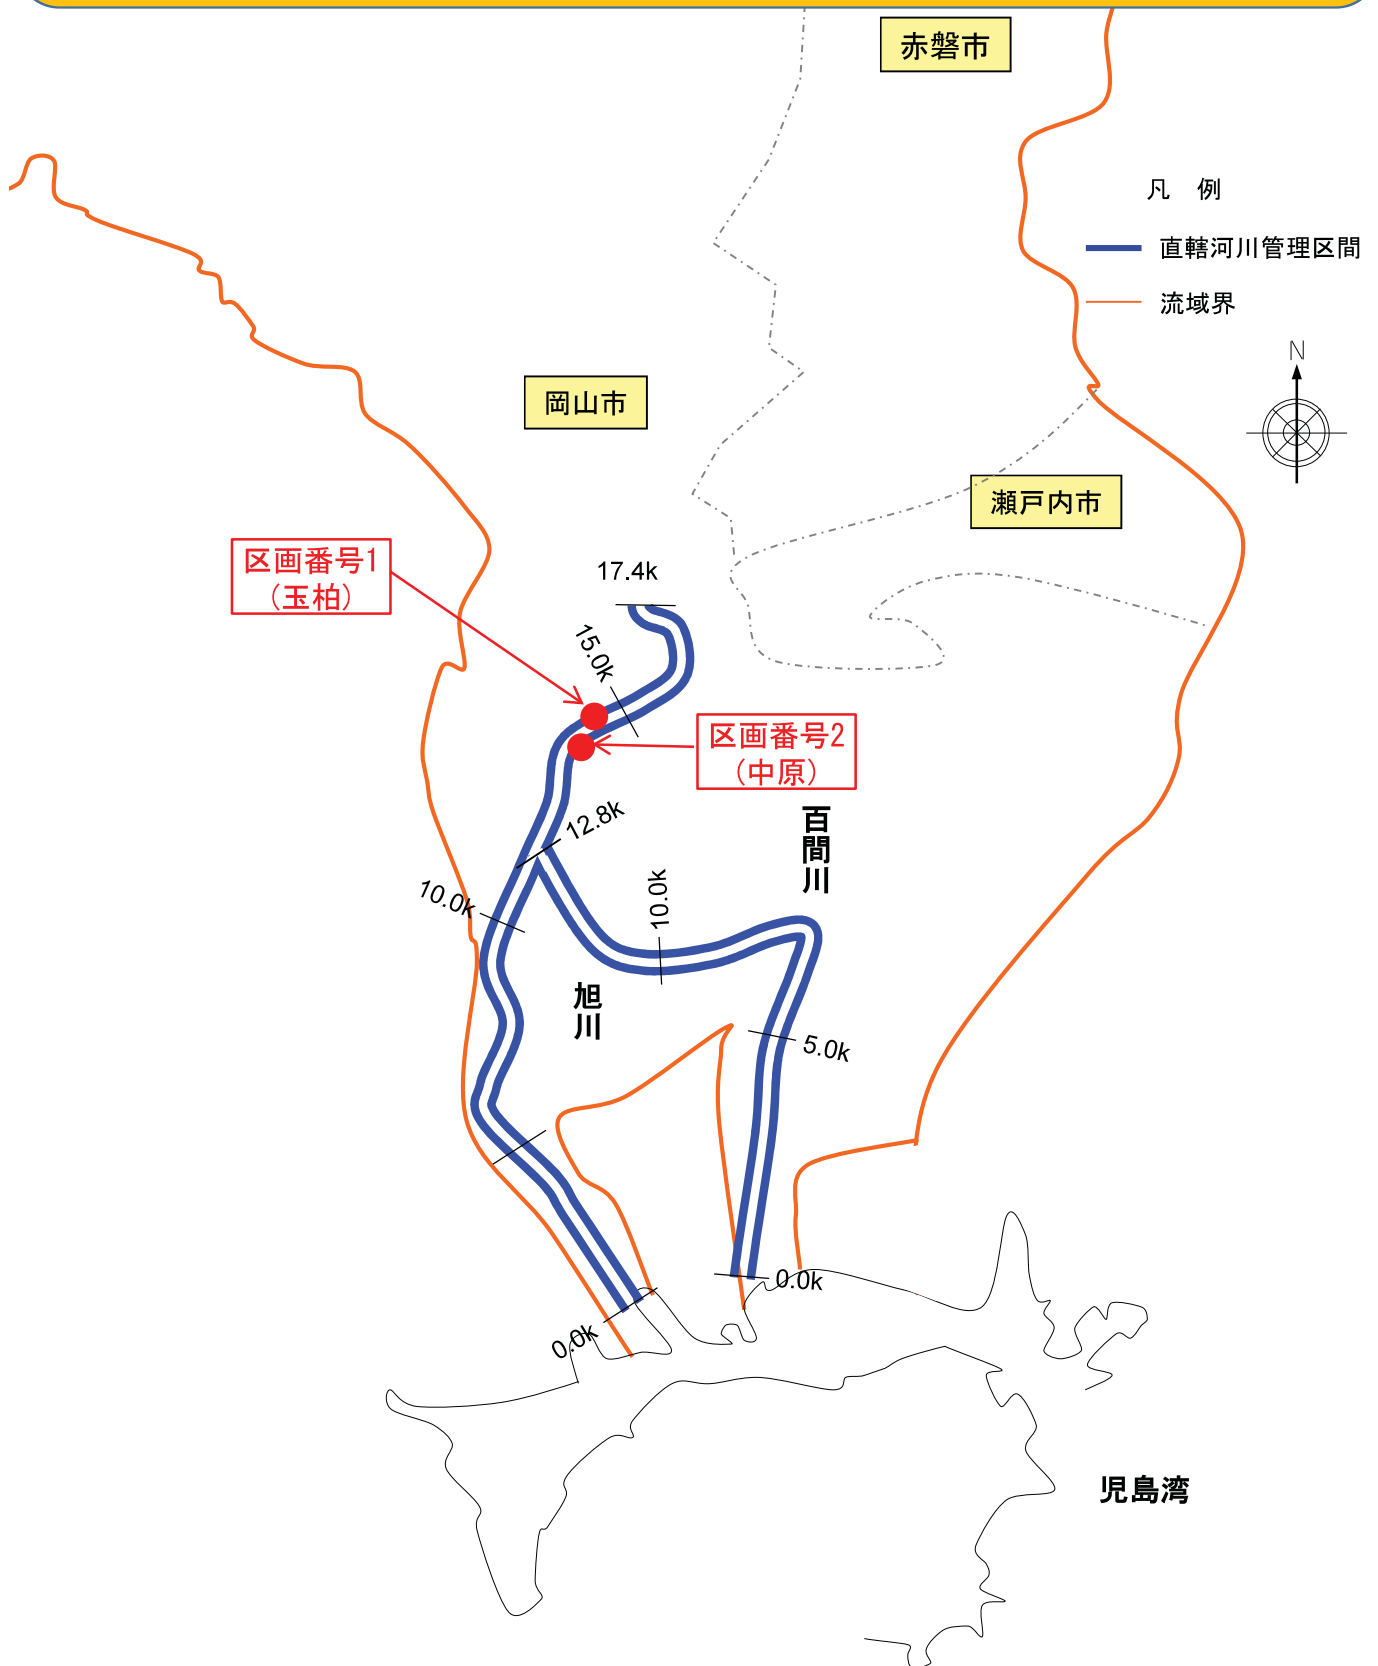 赤磐市
凡 例
直轄河川管理区間
流域界
N
岡山市
瀬戸内市
区画番号1
（玉柏）
17.4k
15.0k
区画番号2
（中原）
12.8k
百間川
10.0k
10.0k
旭川
5.0k
0.0k
0.0k
児島湾